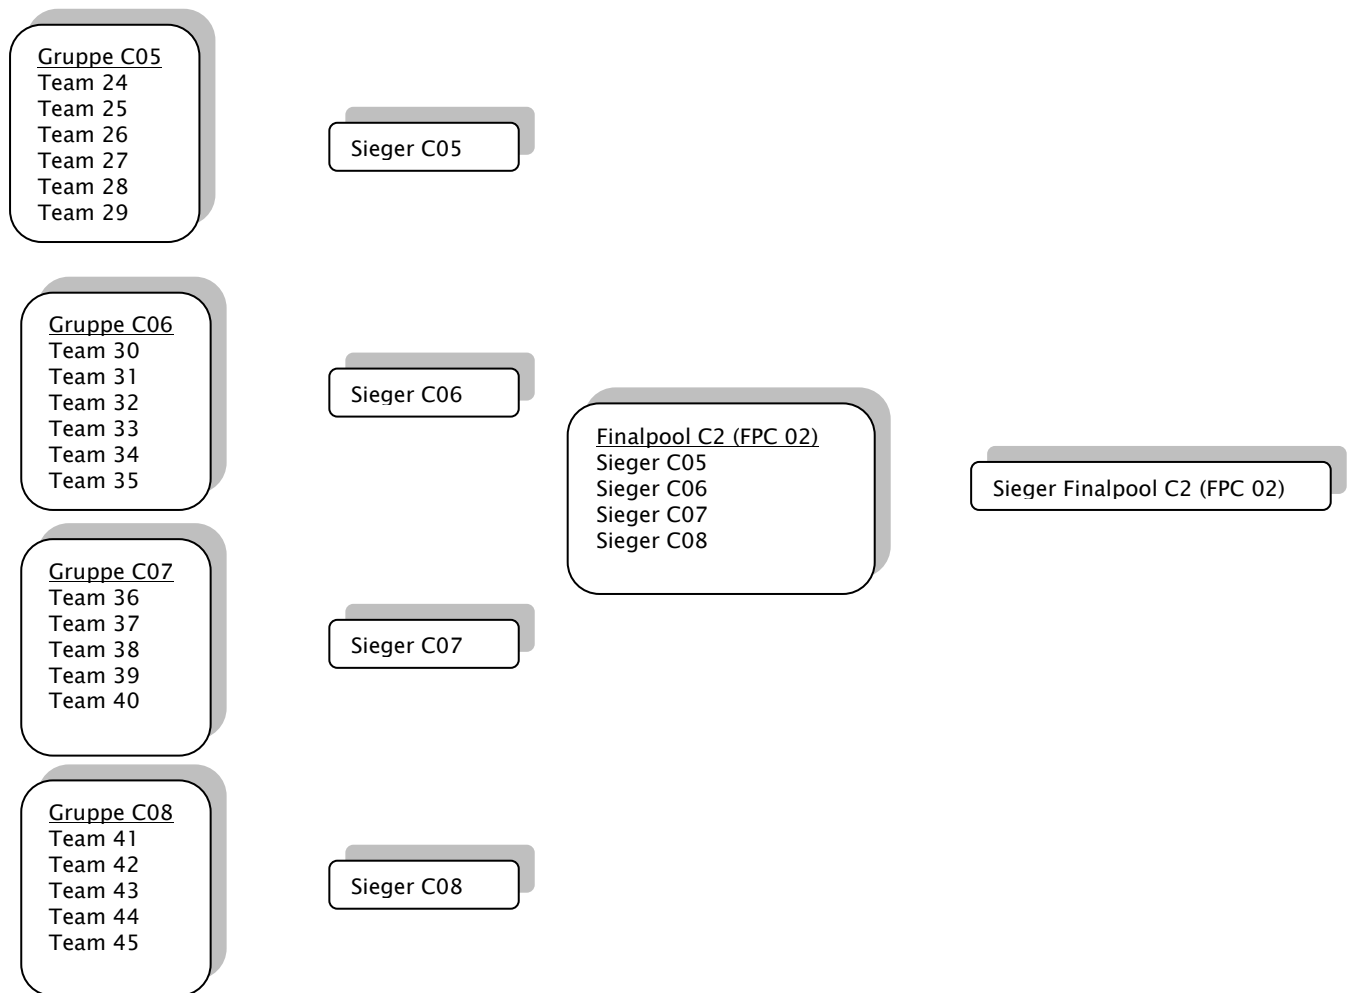 Gruppe C05
Team 24
Team 25
Team 26
Team 27
Team 28
Team 29
Sieger C05
Gruppe C06
Team 30
Team 31
Team 32
Team 33
Team 34
Team 35
Sieger C06
Gruppe C07
Team 36
Team 37
Team 38
Team 39
Team 40
Sieger C07
Gruppe C08
Team 41
Team 42
Team 43
Team 44
Team 45
Sieger C08
Finalpool C2 (FPC 02)
Sieger C05
Sieger C06
Sieger C07
Sieger C08
Sieger Finalpool C2 (FPC 02)